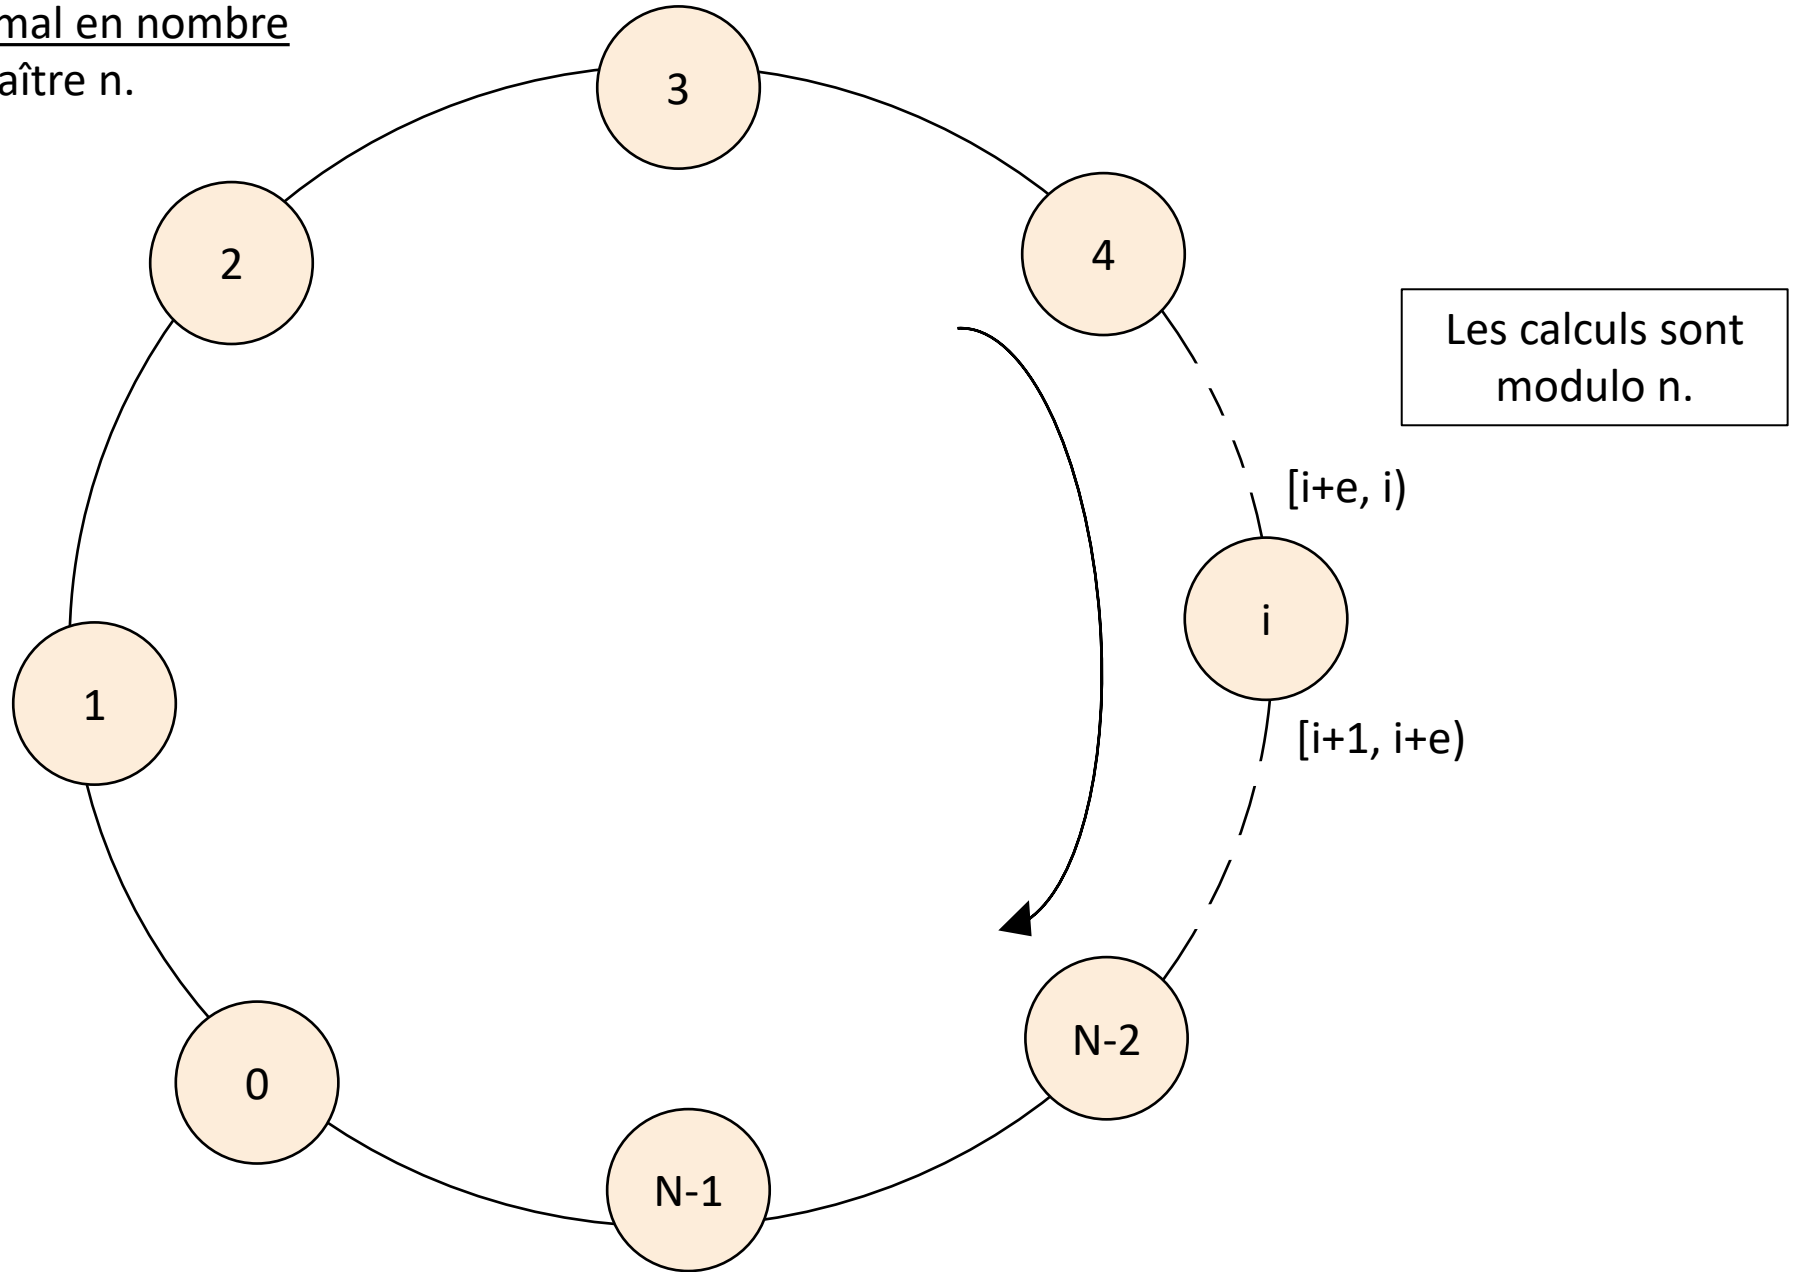 mal en nombre
aître n.
3
2
4
Les calculs sont
modulo n.
[i+e, i)
i
1
[i+1, i+e)
N-2
0
N-1